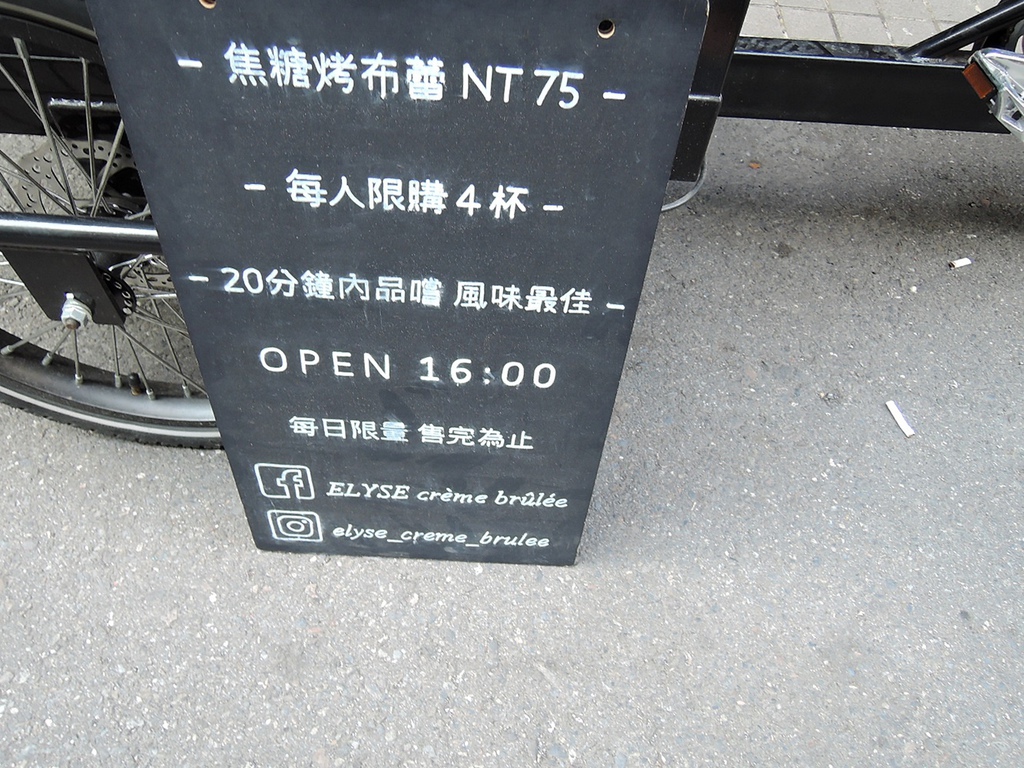 - 焦糖烤布蕾 NT 75 -
- 每人限購 4 杯 -
- 20分鐘內品嚐 風味最佳 -
OPEN 16:00
每日限量 售完為止
ELYSE crème brûlée
elyse_creme_brulee